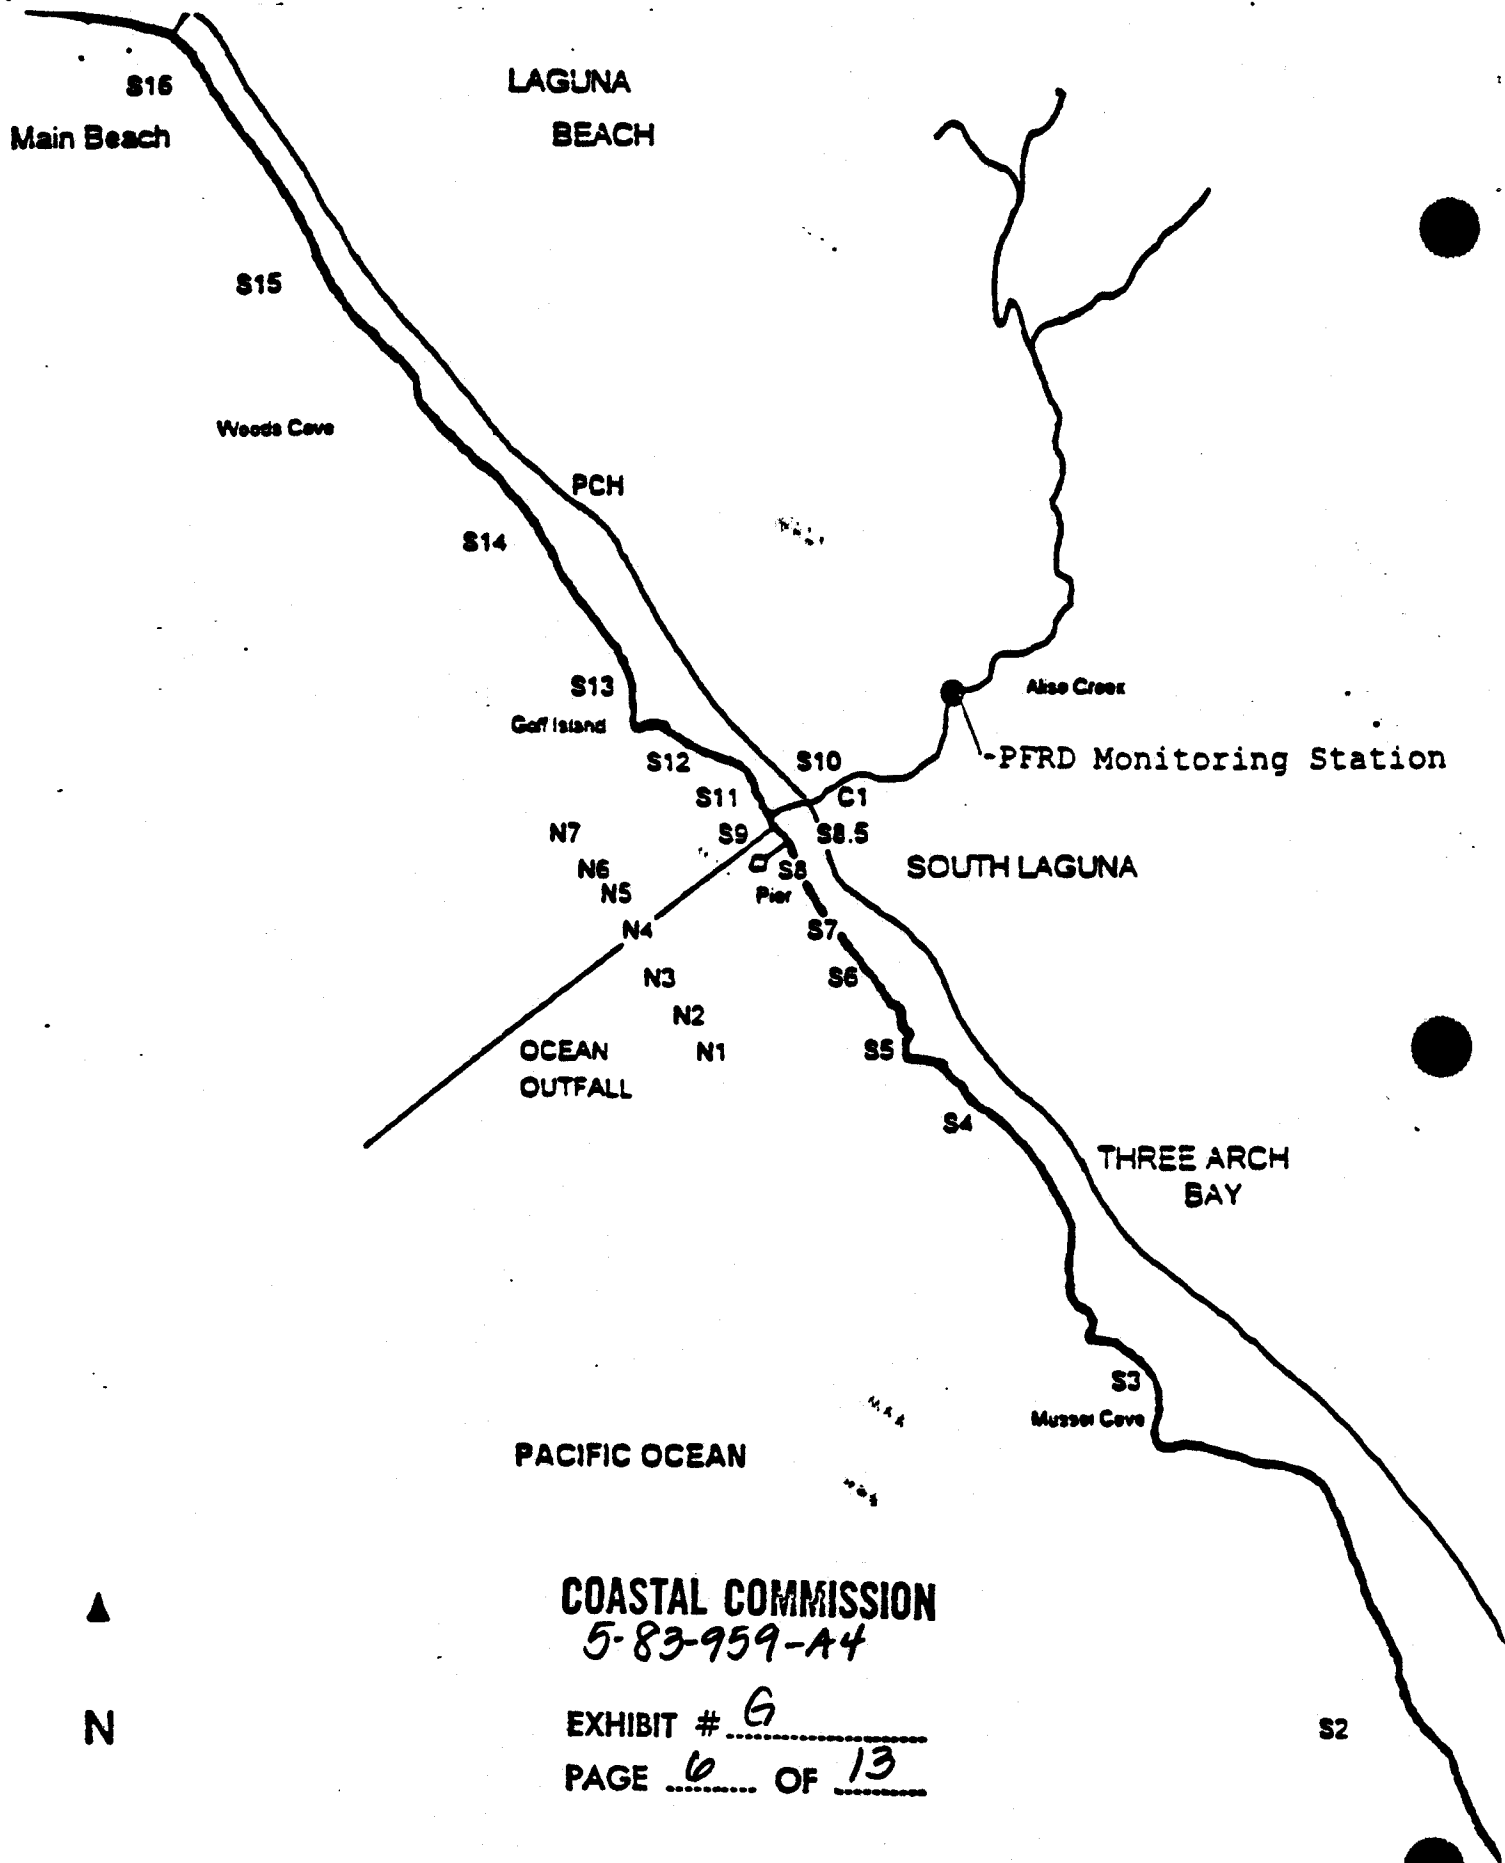 S16
LAGUNA
BEACH
Main Beach
S15
Woods Cove
PCH
S14
S13
Aliso Creek
Goff Island
S12
S10
-PFRD Monitoring Station
S11
C1
N7
S9
S8.5
N6
S8
SOUTH LAGUNA
N5
Pier
N4
S7
N3
S6
N2
OCEAN
OUTFALL
N1
S5
S4
THREE ARCH
BAY
S3
Mussel Cove
PACIFIC OCEAN
COASTAL COMMISSION
5-83-959-A4
EXHIBIT # G
PAGE 6 OF 13
N
S2